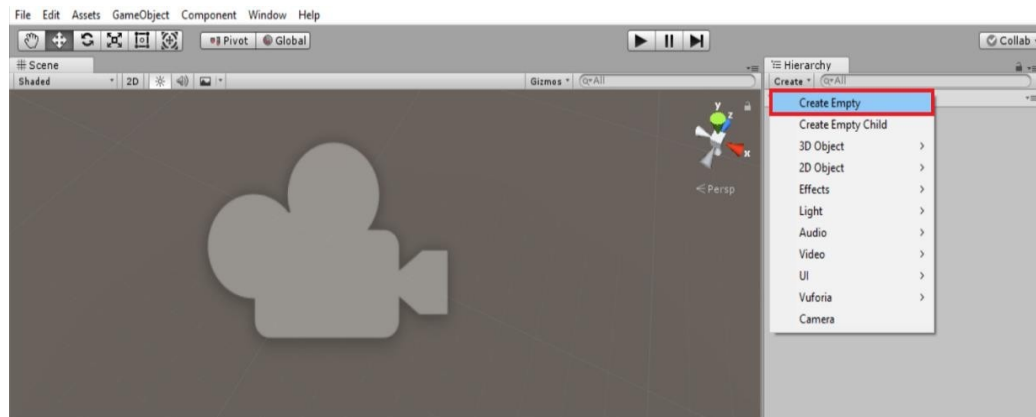 File Edit Assets GameObject Component Window Help
Pivot Global Collab
Scene Hierarchy
Shaded 2D Gizmos All Create All
y
z
x
Persp
Create Empty
Create Empty Child
3D Object
2D Object
Effects
Light
Audio
Video
UI
Vuforia
Camera